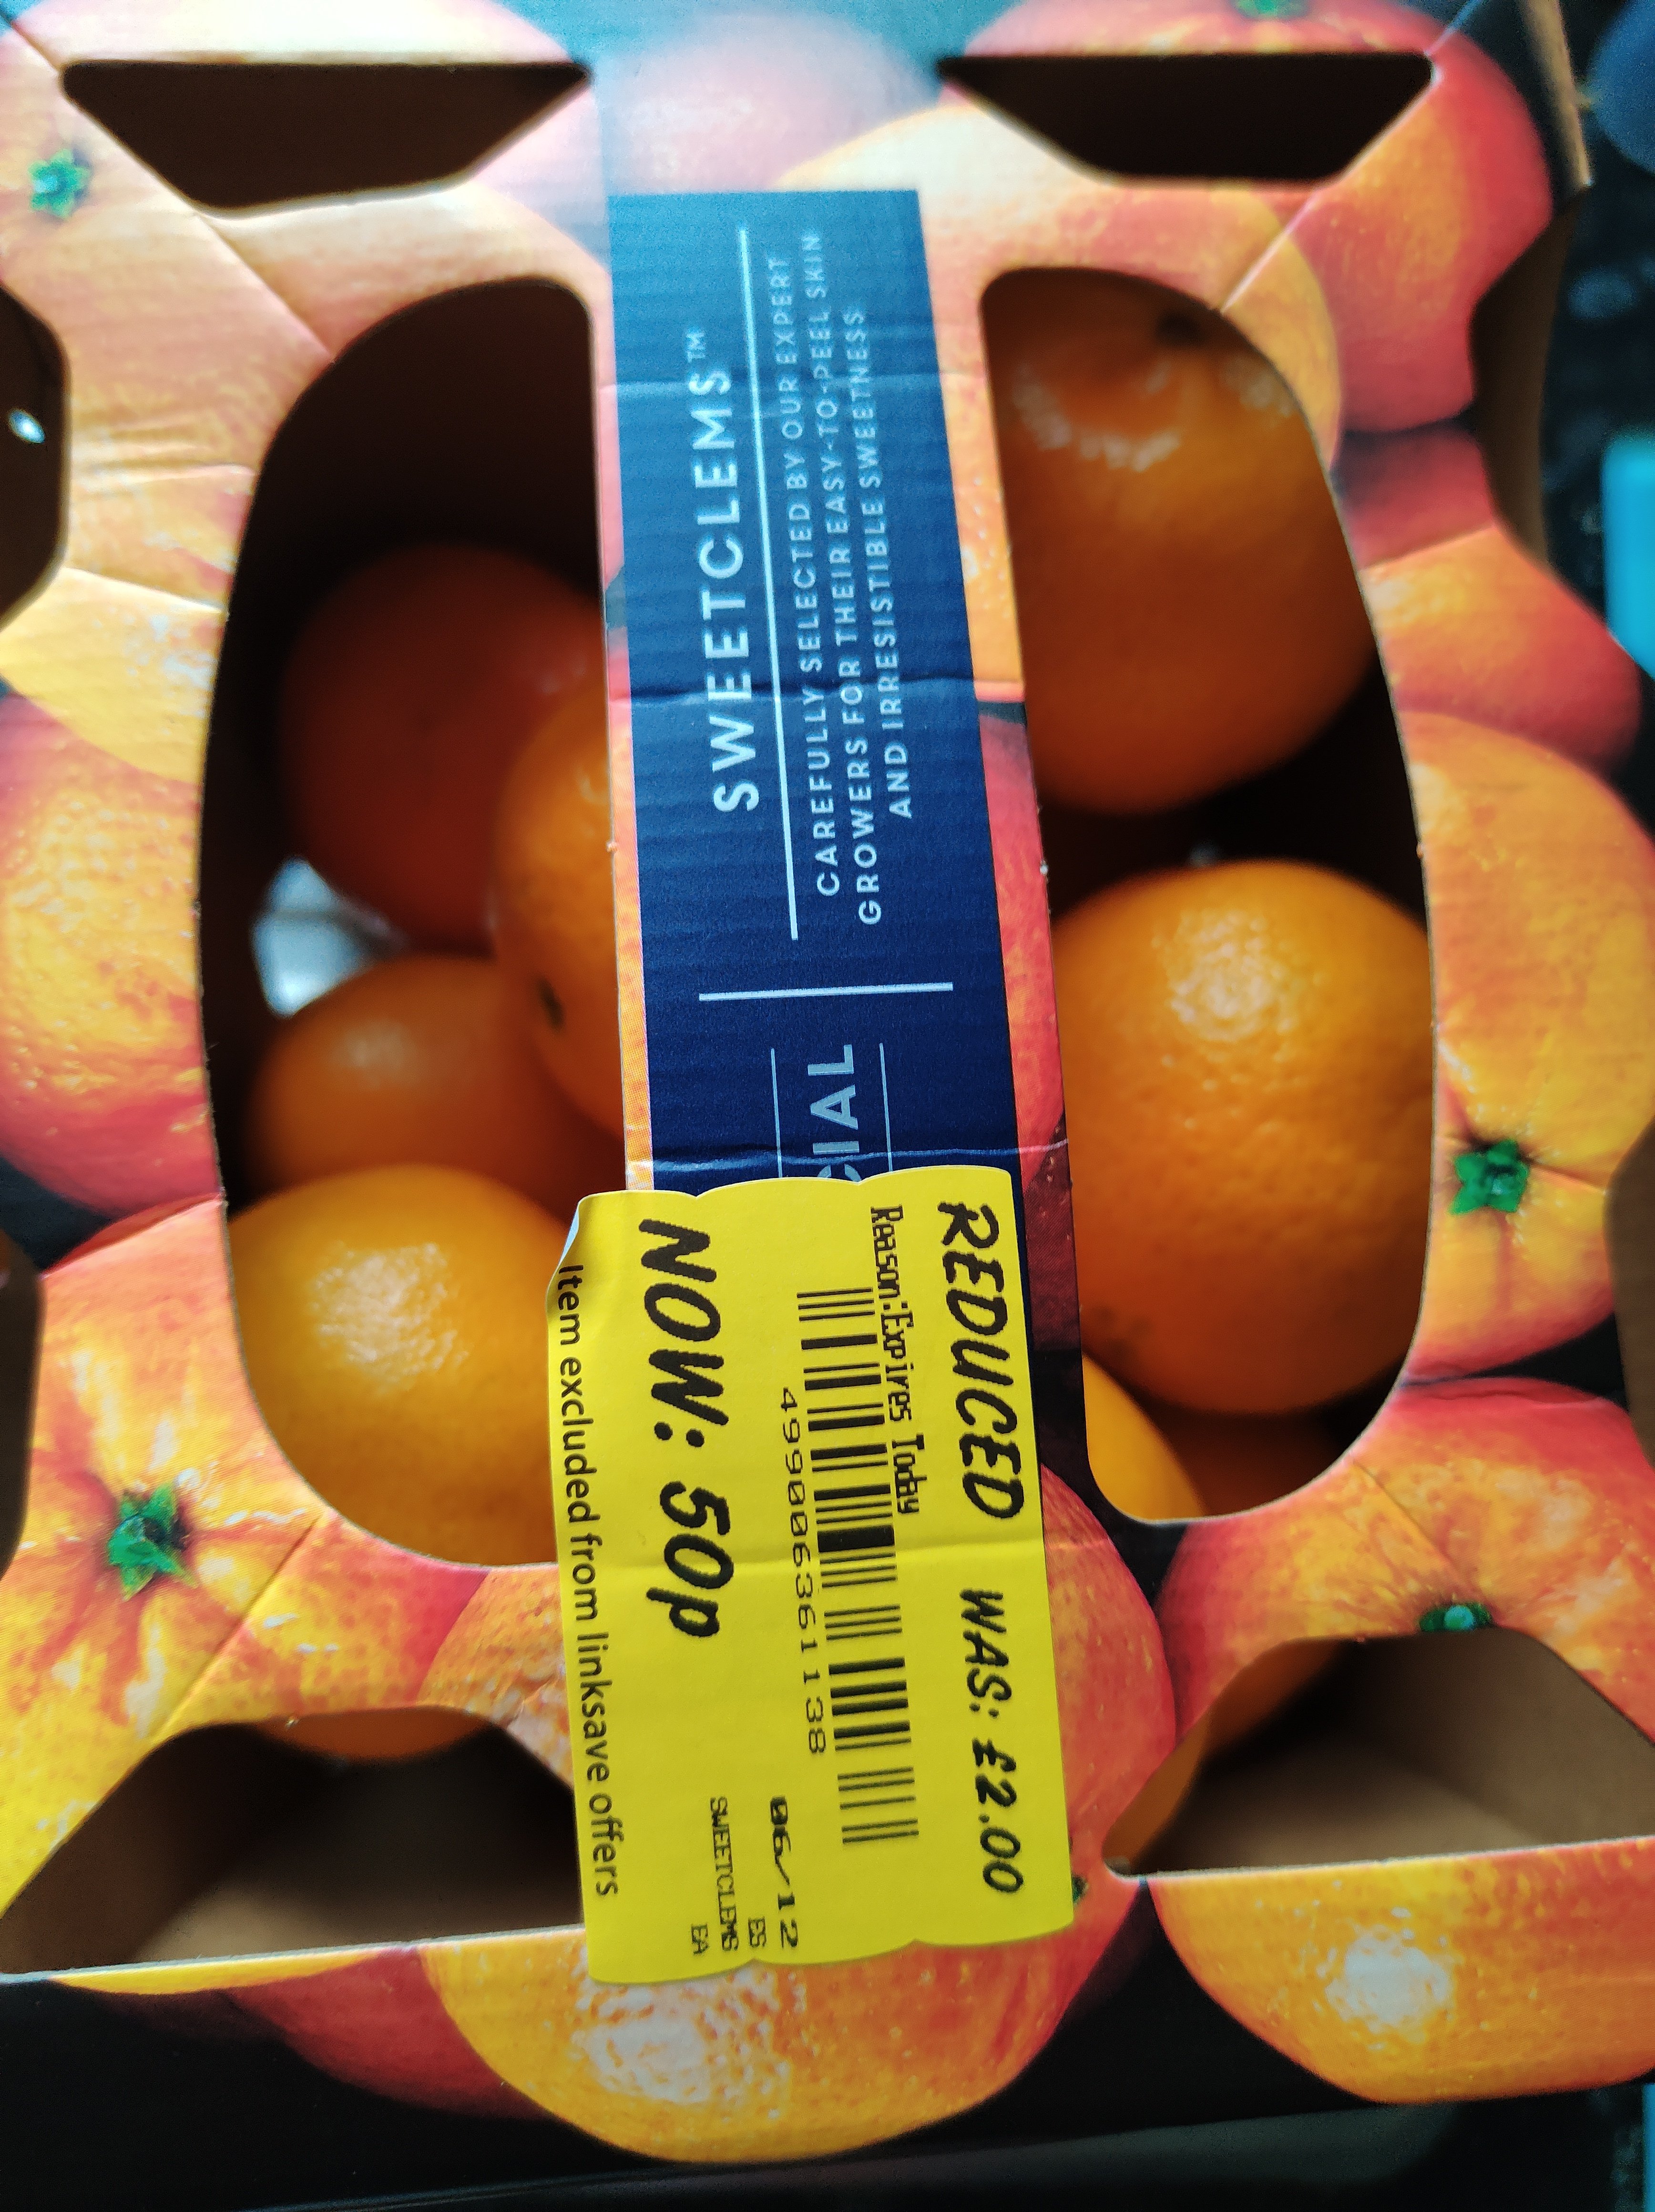 SWEETCLEMS™
CAREFULLY SELECTED BY OUR EXPERT
GROWERS FOR THEIR EASY-TO-PEEL SKIN
AND IRRESISTIBLE SWEETNESS
CIAL
REDUCED WAS: £2.00
Reason:Expires Today
499006361138
06/12
NOW: 50p
ES
SWEETCLEMS
EA
Item excluded from linksave offers